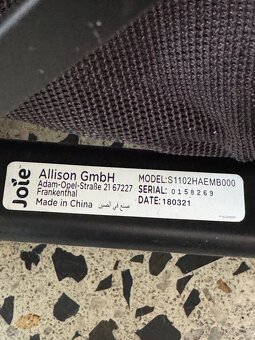 Joie
Allison GmbH
Adam-Opel-Straße 21 67227
Frankenthal
Made in China صنع في الصين
MODEL:S1102HAEMB000
SERIAL: 0158269
DATE:180321